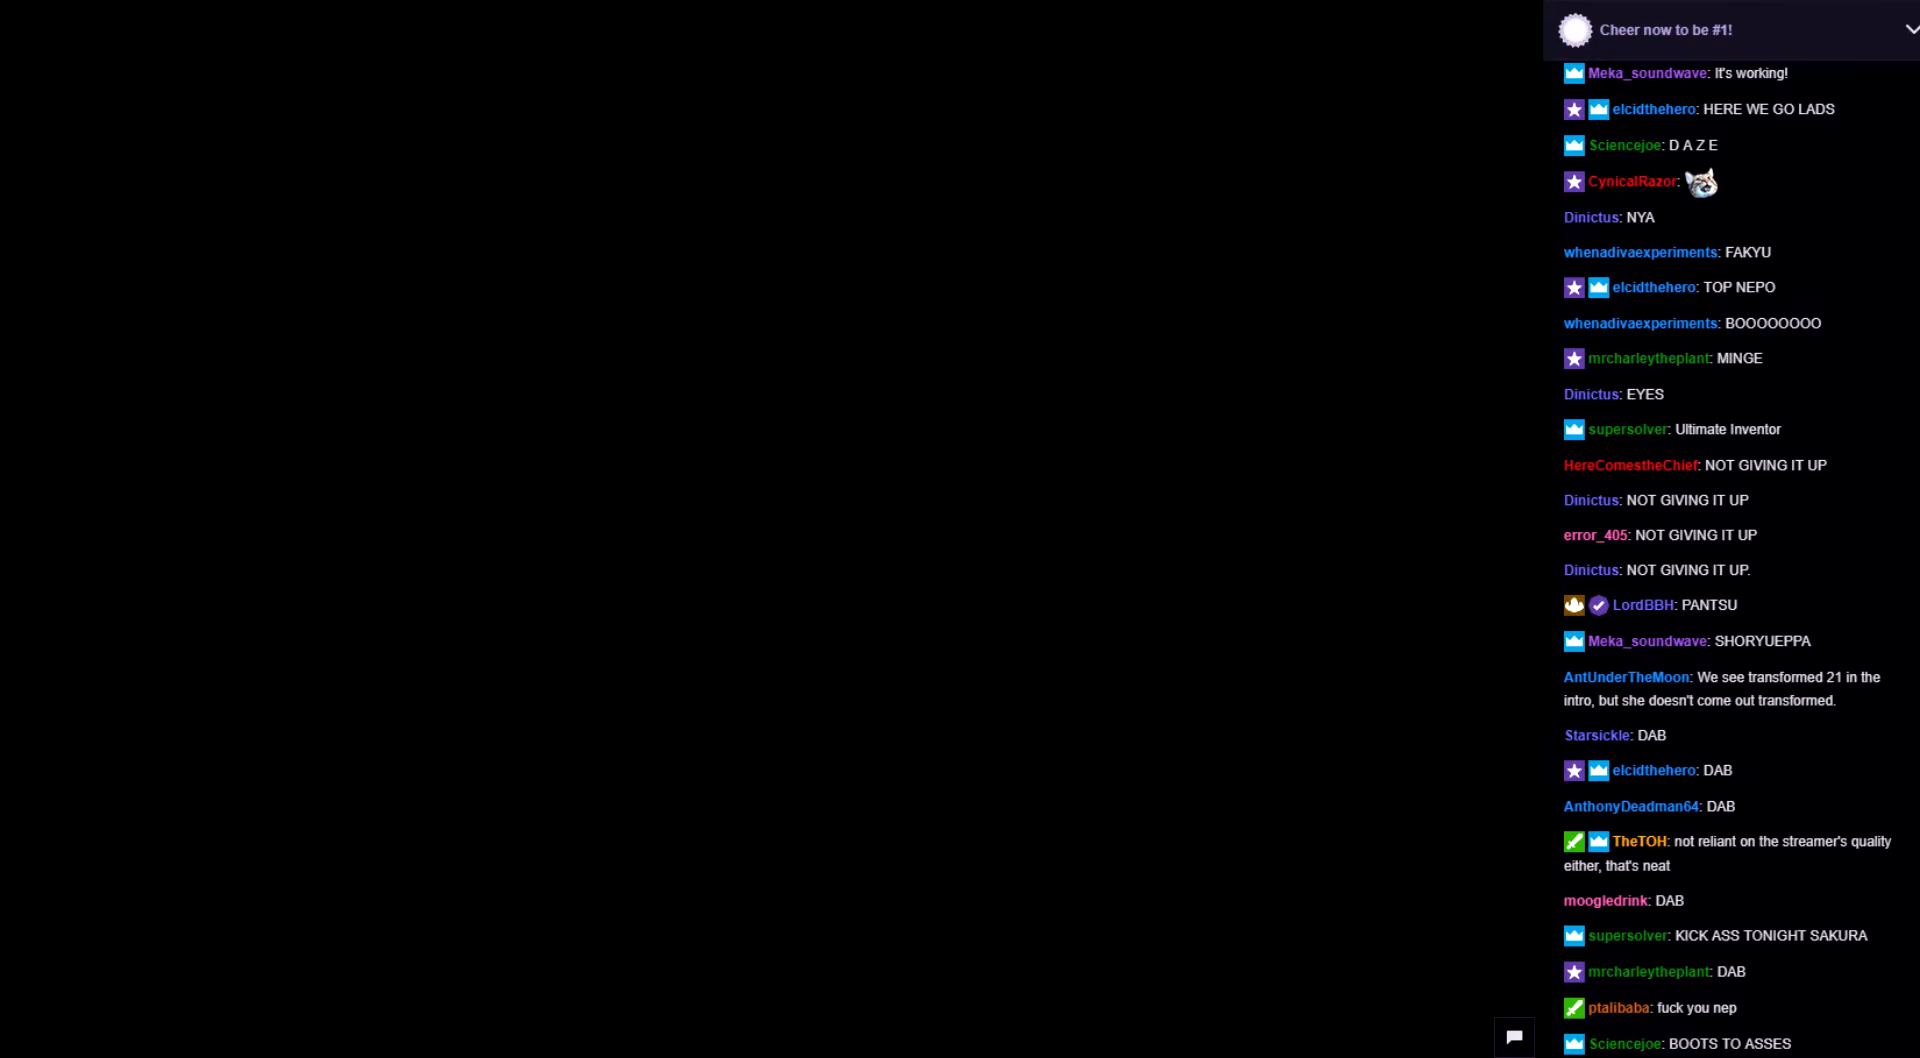 Cheer now to be #1!
Meka_soundwave: It's working!
elcidthehero: HERE WE GO LADS
Sciencejoe: D A Z E
CynicalRazor:
Dinictus: NYA
whenadivaexperiments: FAKYU
elcidthehero: TOP NEPO
whenadivaexperiments: BOOOOOOOO
mrcharleytheplant: MINGE
Dinictus: EYES
supersolver: Ultimate Inventor
HereComestheChief: NOT GIVING IT UP
Dinictus: NOT GIVING IT UP
error_405: NOT GIVING IT UP
Dinictus: NOT GIVING IT UP.
LordBBH: PANTSU
Meka_soundwave: SHORYUEPPA
AntUnderTheMoon: We see transformed 21 in the
intro, but she doesn't come out transformed.
Starsickle: DAB
elcidthehero: DAB
AnthonyDeadman64: DAB
TheTOH: not reliant on the streamer's quality
either, that's neat
moogledrink: DAB
supersolver: KICK ASS TONIGHT SAKURA
mrcharleytheplant: DAB
ptalibaba: fuck you nep
Sciencejoe: BOOTS TO ASSES